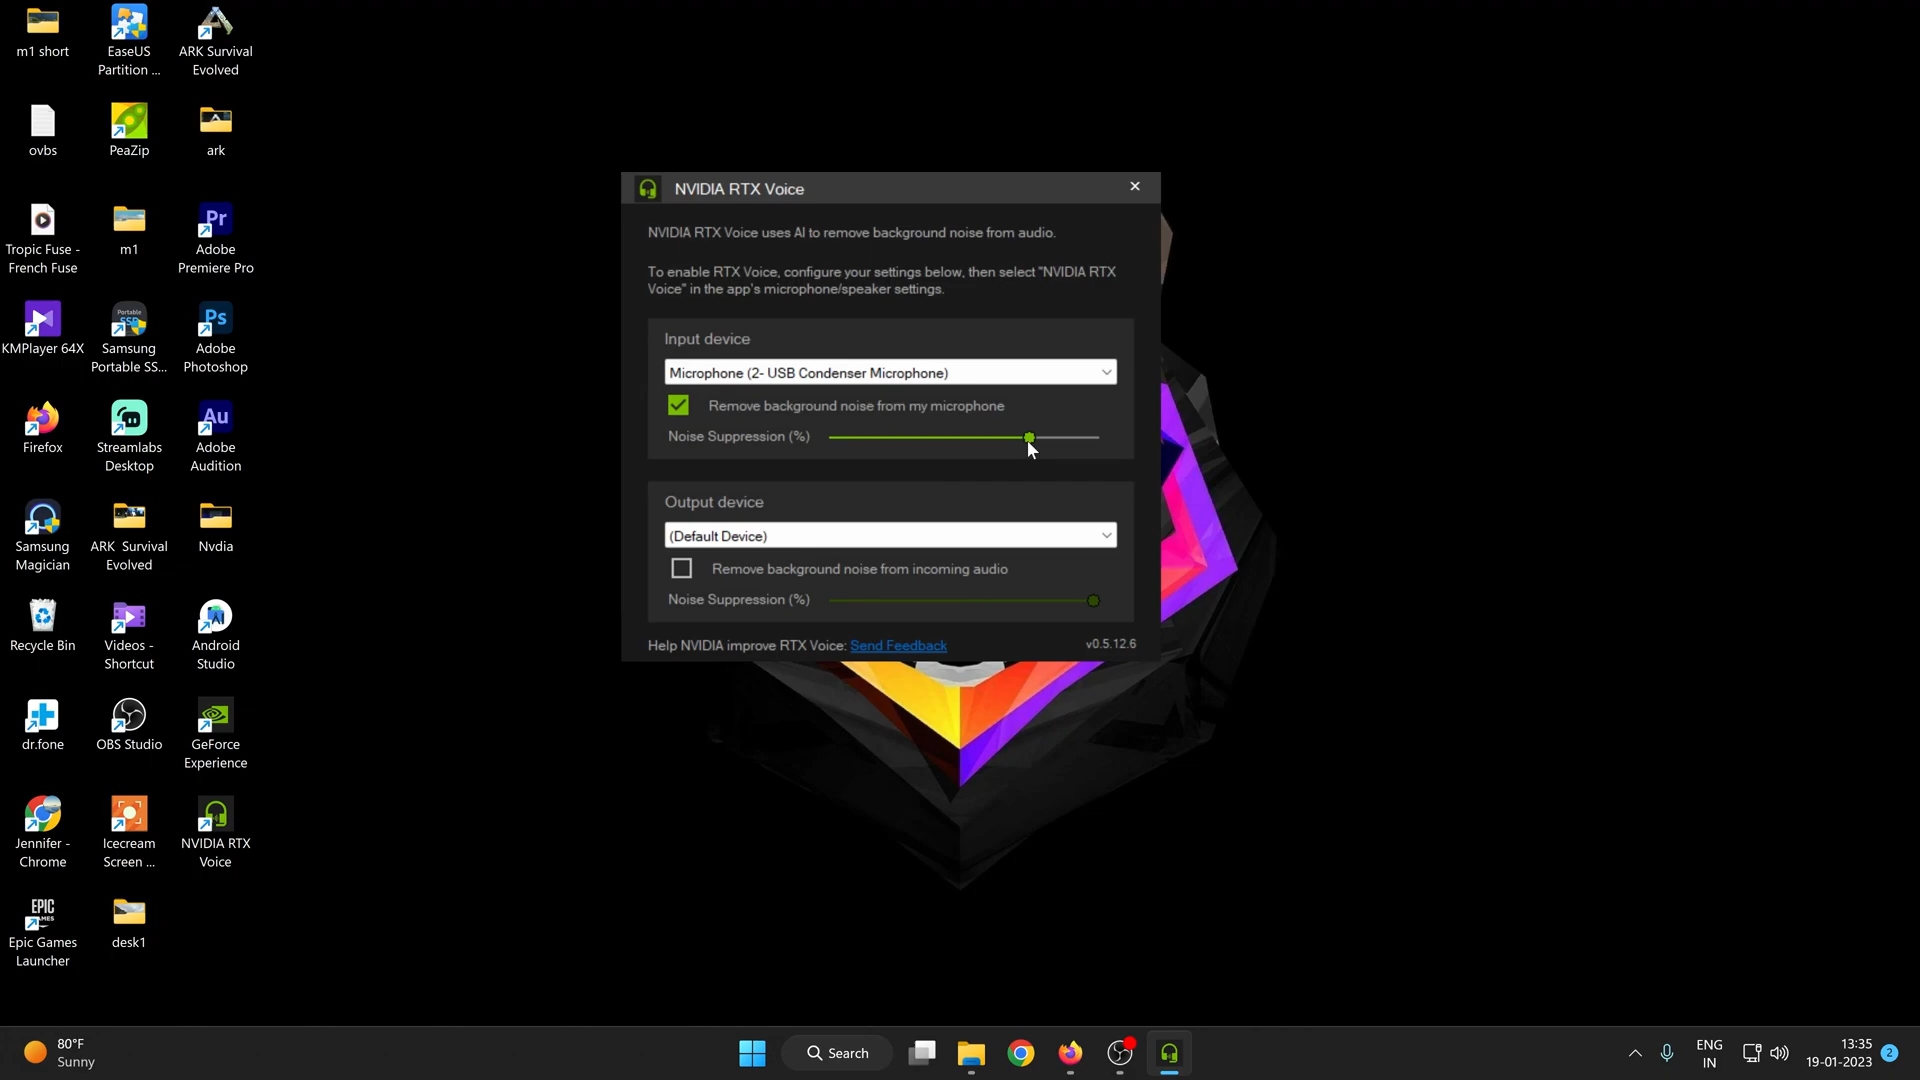 m1 short
EaseUS
Partition ...
ARK Survival
Evolved
ovbs
PeaZip
ark
Tropic Fuse -
French Fuse
m1
Pr
Adobe
Premiere Pro
KMPlayer 64X
Portable
SSD
Samsung
Portable SS...
Ps
Adobe
Photoshop
Firefox
Streamlabs
Desktop
Au
Adobe
Audition
Samsung
Magician
ARK Survival
Evolved
Nvdia
Recycle Bin
Videos -
Shortcut
Android
Studio
dr.fone
OBS Studio
GeForce
Experience
Jennifer -
Chrome
Icecream
Screen ...
NVIDIA RTX
Voice
EPIC
GAMES
Epic Games
Launcher
desk1
NVIDIA RTX Voice
NVIDIA RTX Voice uses AI to remove background noise from audio.
To enable RTX Voice, configure your settings below, then select "NVIDIA RTX
Voice" in the app's microphone/speaker settings.
Input device
Microphone (2- USB Condenser Microphone)
Remove background noise from my microphone
Noise Suppression (%)
Output device
(Default Device)
Remove background noise from incoming audio
Noise Suppression (%)
Help NVIDIA improve RTX Voice: Send Feedback
v0.5.12.6
80°F
Sunny
Search
ENG
IN
13:35
19-01-2023
2